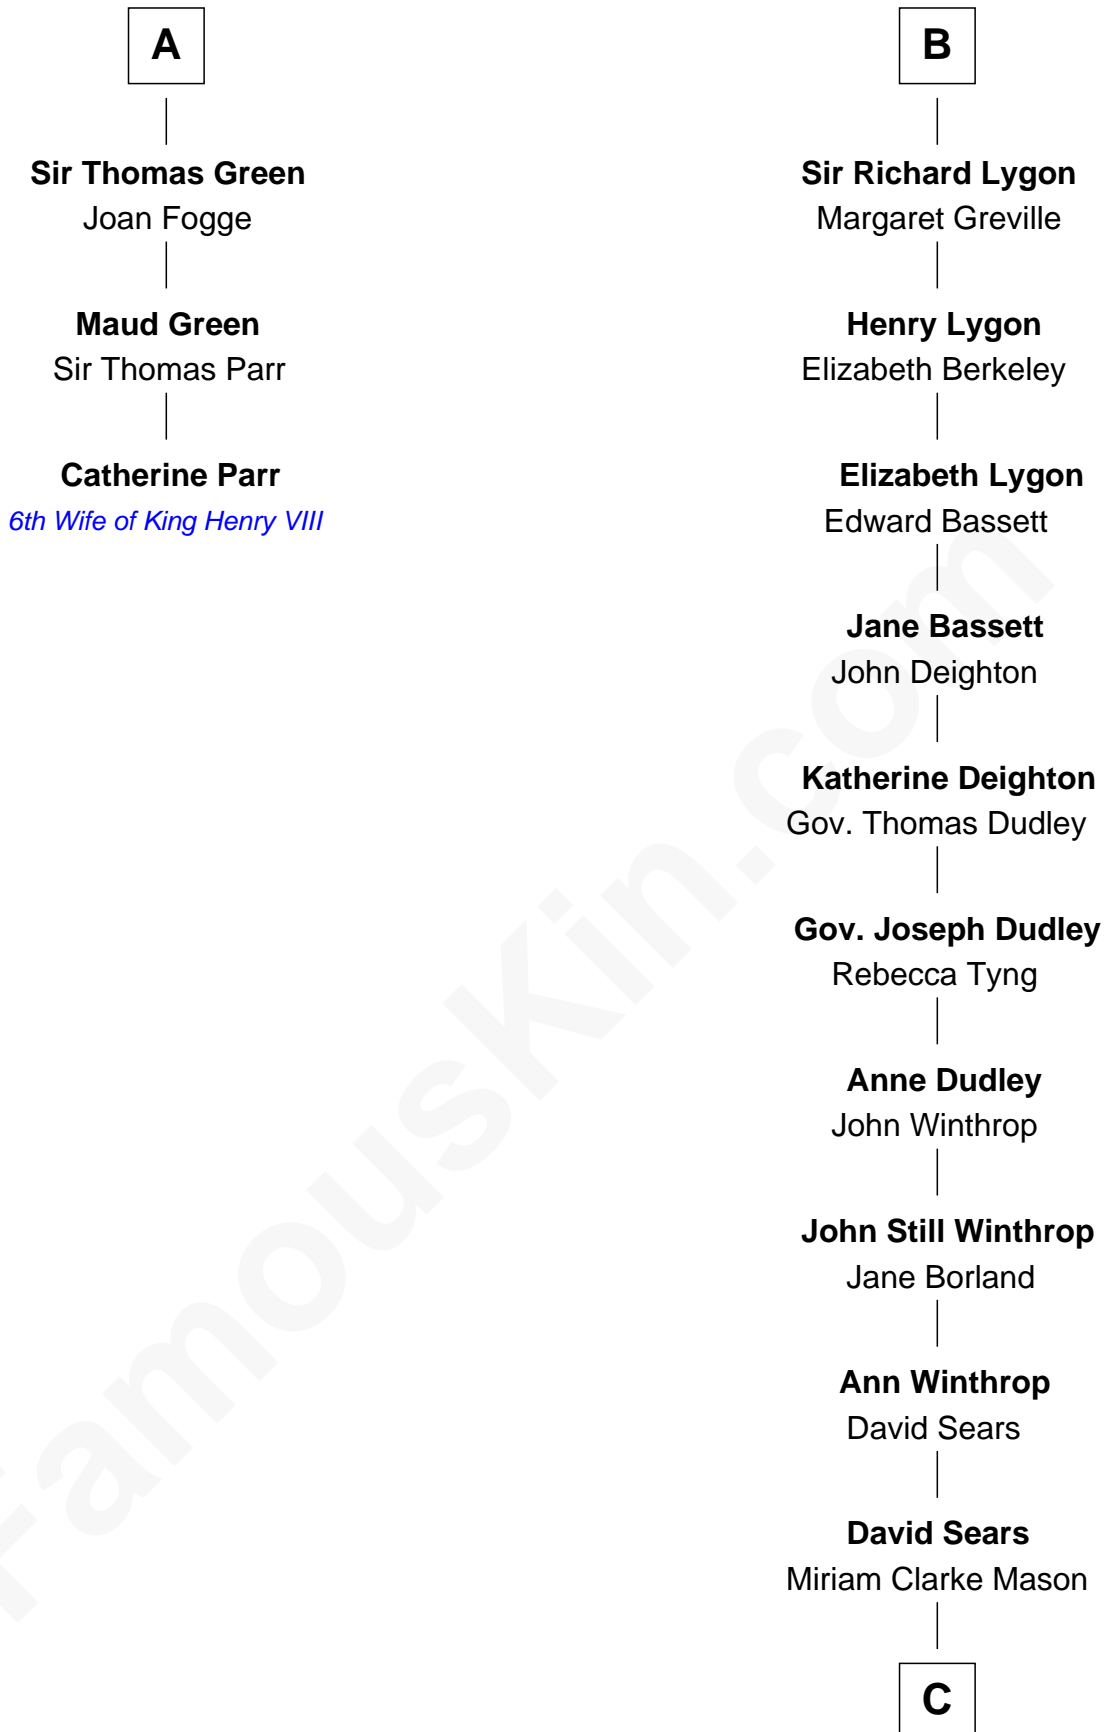 A
Sir Thomas Green
Joan Fogge
Maud Green
Sir Thomas Parr
Catherine Parr
6th Wife of King Henry VIII
B
Sir Richard Lygon
Margaret Greville
Henry Lygon
Elizabeth Berkeley
Elizabeth Lygon
Edward Bassett
Jane Bassett
John Deighton
Katherine Deighton
Gov. Thomas Dudley
Gov. Joseph Dudley
Rebecca Tyng
Anne Dudley
John Winthrop
John Still Winthrop
Jane Borland
Ann Winthrop
David Sears
David Sears
Miriam Clarke Mason
C
FamousKin.com